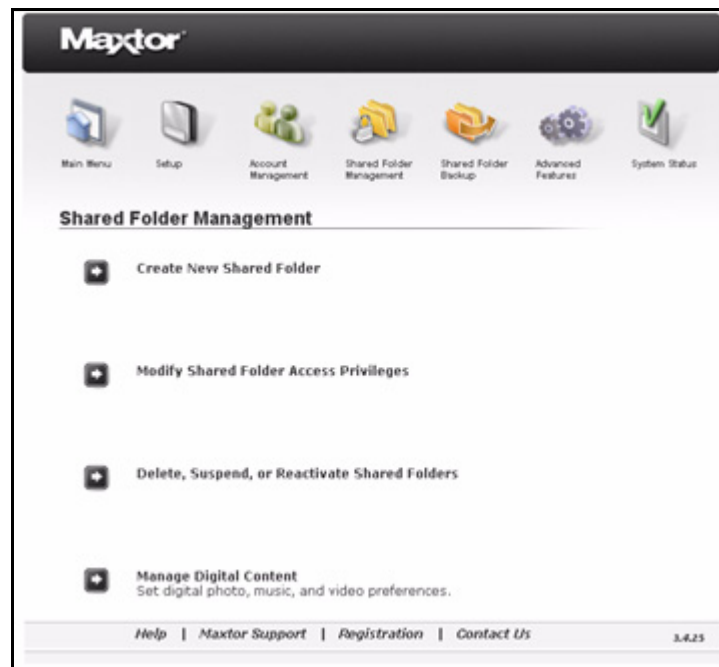 Maxtor
Main Menu
Setup
Account Management
Shared Folder Management
Shared Folder Backup
Advanced Features
System Status
Shared Folder Management
Create New Shared Folder
Modify Shared Folder Access Privileges
Delete, Suspend, or Reactivate Shared Folders
Manage Digital Content
Set digital photo, music, and video preferences.
Help | Maxtor Support | Registration | Contact Us
3.4.25